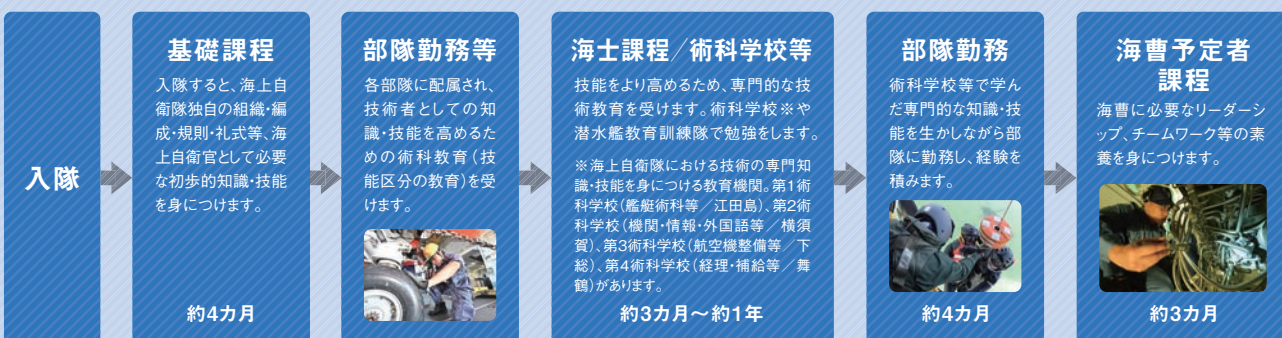 入隊
基礎課程
入隊すると、海上自
衛隊独自の組織・編
成・規則・礼式等、海
上自衛官として必要
な初歩的知識・技能
を身につけます。
約4カ月
部隊勤務等
各部隊に配属され、
技術者としての知
識・技能を高めるた
めの術科教育（技
能区分の教育）を受
けます。
海士課程／術科学校等
技能をより高めるため、専門的な技
術教育を受けます。術科学校※や
潜水艦教育訓練隊で勉強をします。
※海上自衛隊における技術の専門知
識・技能を身につける教育機関。第1術
科学校（艦艇術科等／江田島）、第2術
科学校（機関・情報・外国語等／横須
賀）、第3術科学校（航空機整備等／下
総）、第4術科学校（経理・補給等／舞
鶴）があります。
約3カ月～約1年
部隊勤務
術科学校等で学ん
だ専門的な知識・技
能を生かしながら部
隊に勤務し、経験を
積みます。
約4カ月
海曹予定者
課程
海曹に必要なリーダーシ
ップ、チームワーク等の素
養を身につけます。
約3カ月